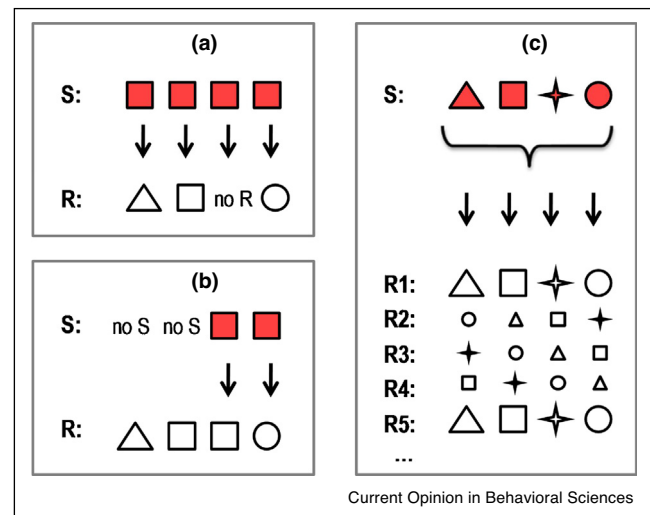 (a)
S:
R:
no R
(b)
S:
no S no S
R:
(c)
S:
R1:
R2:
R3:
R4:
R5:
...
Current Opinion in Behavioral Sciences